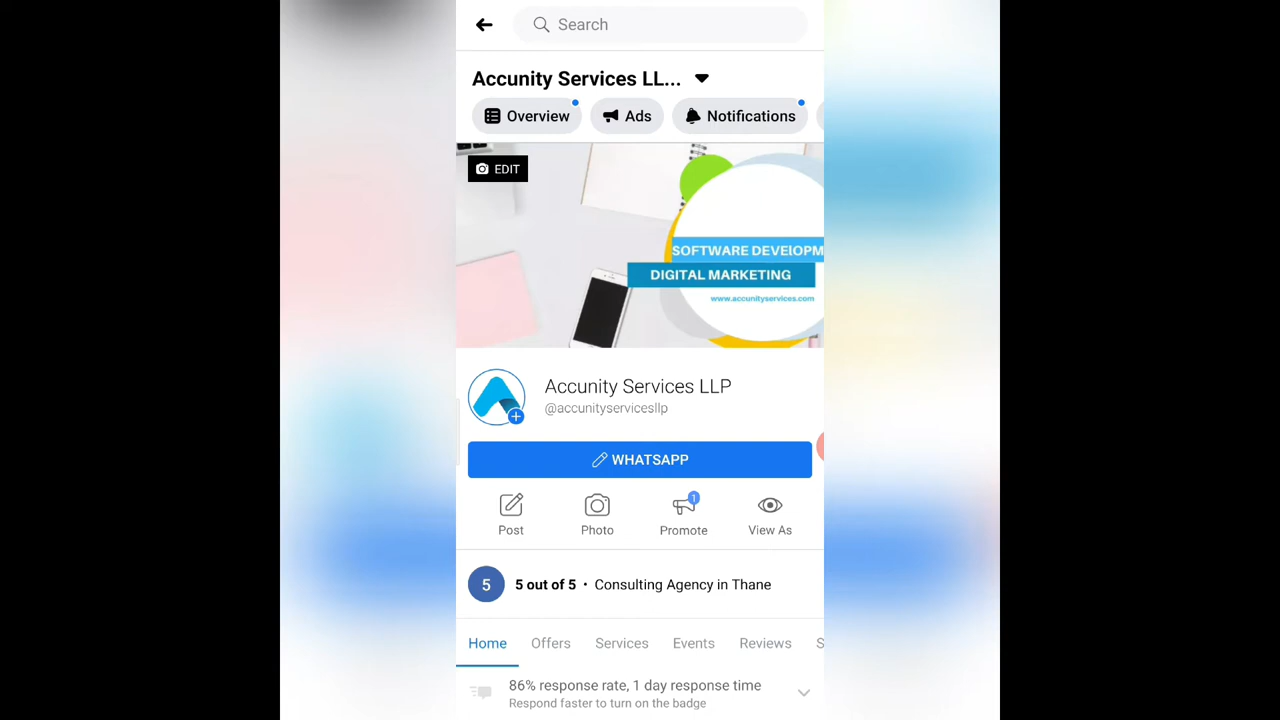 Search
Accunity Services LL...
Overview
Ads
Notifications
EDIT
SOFTWARE DEVElOPM
DIGITAL MARKETING
www.accunityservices.com
Accunity Services LLP
@accunityservicesllp
WHATSAPP
Post
Photo
1
Promote
View As
5
5 out of 5 · Consulting Agency in Thane
Home
Offers
Services
Events
Reviews
S
86% response rate, 1 day response time
Respond faster to turn on the badge